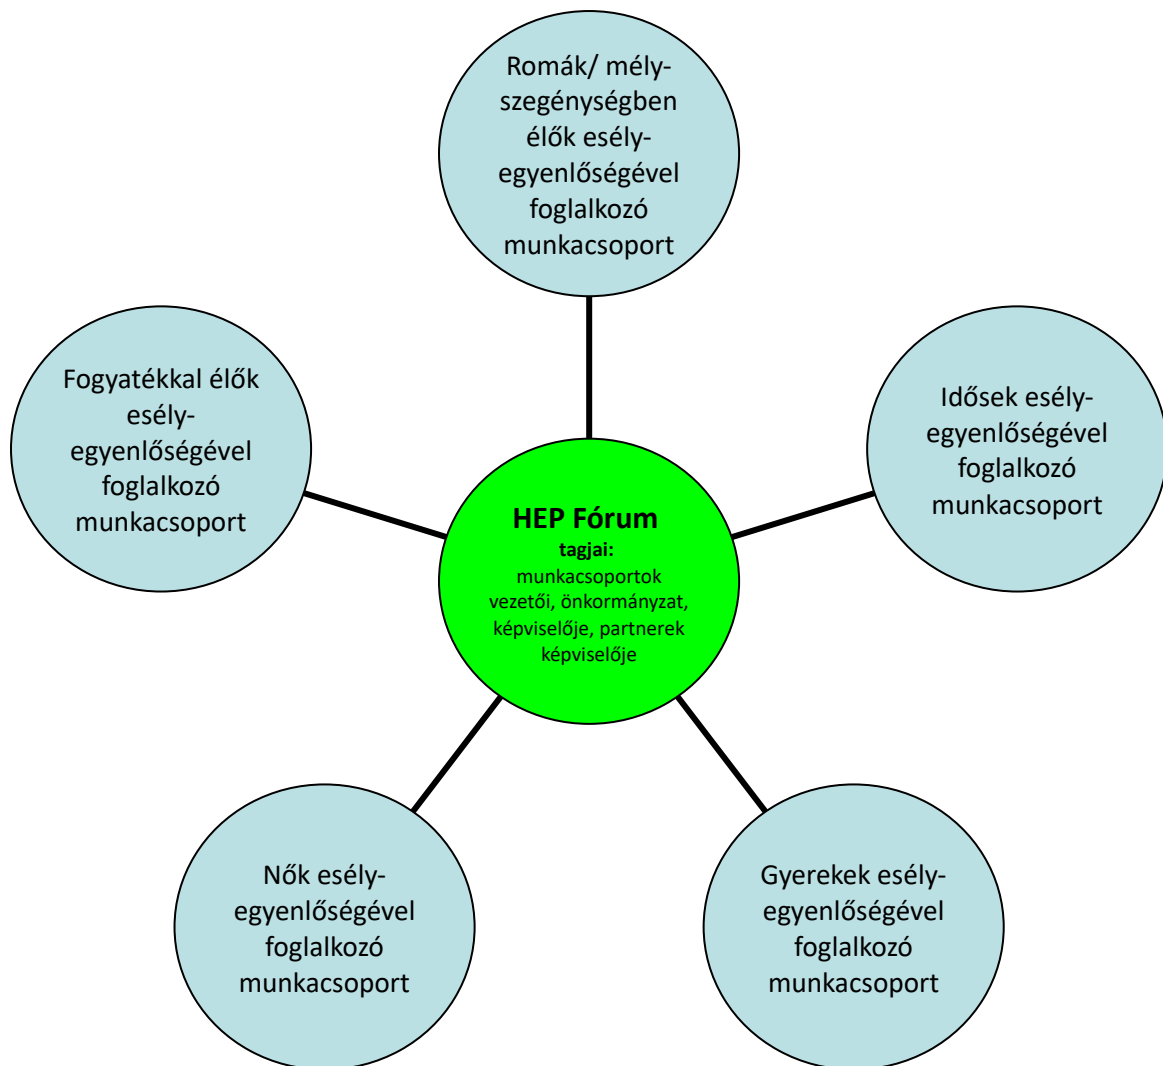 Romák/ mély-
szegénységben
élők esély-
egyenlőségével
foglalkozó
munkacsoport
Fogyatékkal élők
esély-
egyenlőségével
foglalkozó
munkacsoport
Idősek esély-
egyenlőségével
foglalkozó
munkacsoport
HEP Fórum
tagjai:
munkacsoportok
vezetői, önkormányzat,
képviselője, partnerek
képviselője
Nők esély-
egyenlőségével
foglalkozó
munkacsoport
Gyerekek esély-
egyenlőségével
foglalkozó
munkacsoport